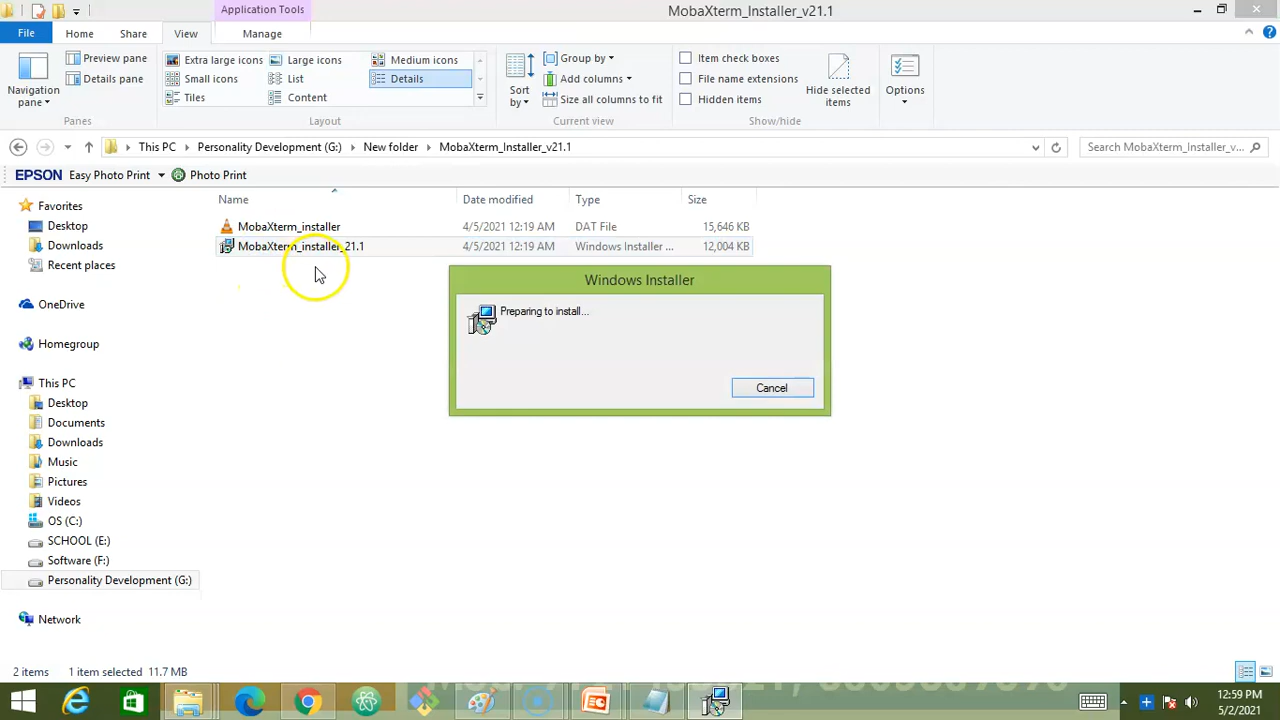 Application Tools
MobaXterm_Installer_v21.1
File Home Share View Manage
Navigation pane
Preview pane
Details pane
Panes
Extra large icons Large icons Medium icons
Small icons List Details
Tiles Content
Layout
Sort by
Group by
Add columns
Size all columns to fit
Current view
Item check boxes
File name extensions
Hidden items
Hide selected items
Show/hide
Options
This PC Personality Development (G:) New folder MobaXterm_Installer_v21.1
Search MobaXterm_Installer_v...
EPSON Easy Photo Print Photo Print
Name Date modified Type Size
MobaXterm_installer 4/5/2021 12:19 AM DAT File 15,646 KB
MobaXterm_installer_21.1 4/5/2021 12:19 AM Windows Installer ... 12,004 KB
Favorites
Desktop
Downloads
Recent places
OneDrive
Homegroup
This PC
Desktop
Documents
Downloads
Music
Pictures
Videos
OS (C:)
SCHOOL (E:)
Software (F:)
Personality Development (G:)
Network
Windows Installer
Preparing to install...
Cancel
2 items 1 item selected 11.7 MB
12:59 PM
5/2/2021